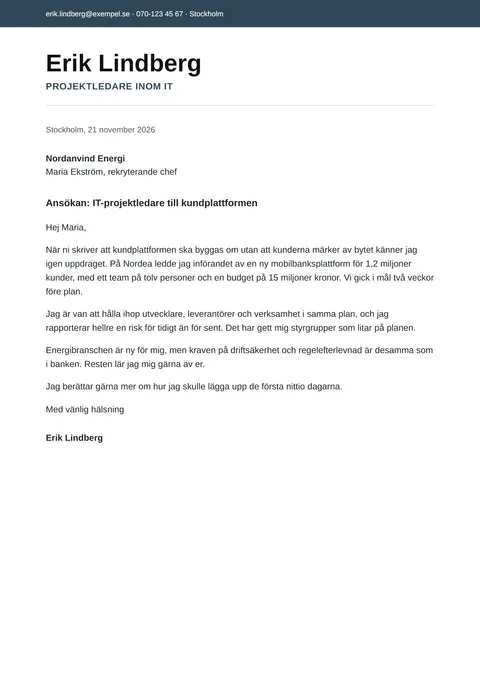 erik.lindberg@exempel.se · 070-123 45 67 · Stockholm
Erik Lindberg
PROJEKTLEDARE INOM IT
Stockholm, 21 november 2026
Nordanvind Energi
Maria Ekström, rekryterande chef
Ansökan: IT-projektledare till kundplattformen
Hej Maria,
När ni skriver att kundplattformen ska byggas om utan att kunderna märker av bytet känner jag
igen uppdraget. På Nordea ledde jag införandet av en ny mobilbanksplattform för 1,2 miljoner
kunder, med ett team på tolv personer och en budget på 15 miljoner kronor. Vi gick i mål två veckor
före plan.
Jag är van att hålla ihop utvecklare, leverantörer och verksamhet i samma plan, och jag
rapporterar hellre en risk för tidigt än för sent. Det har gett mig styrgrupper som litar på planen.
Energibranschen är ny för mig, men kraven på driftsäkerhet och regelefterlevnad är desamma som
i banken. Resten lär jag mig gärna av er.
Jag berättar gärna mer om hur jag skulle lägga upp de första nittio dagarna.
Med vänlig hälsning
Erik Lindberg